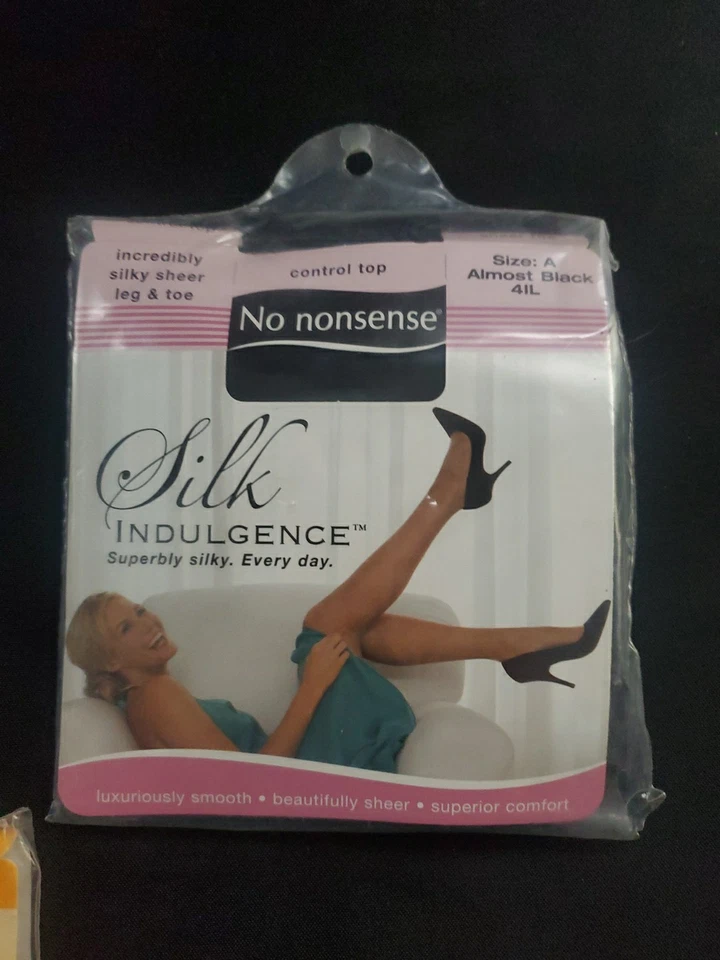 incredibly
silky sheer
leg & toe
control top
No nonsense®
Size: A
Almost Black
4IL
Silk
INDULGENCE™
Superbly silky. Every day.
luxuriously smooth • beautifully sheer • superior comfort